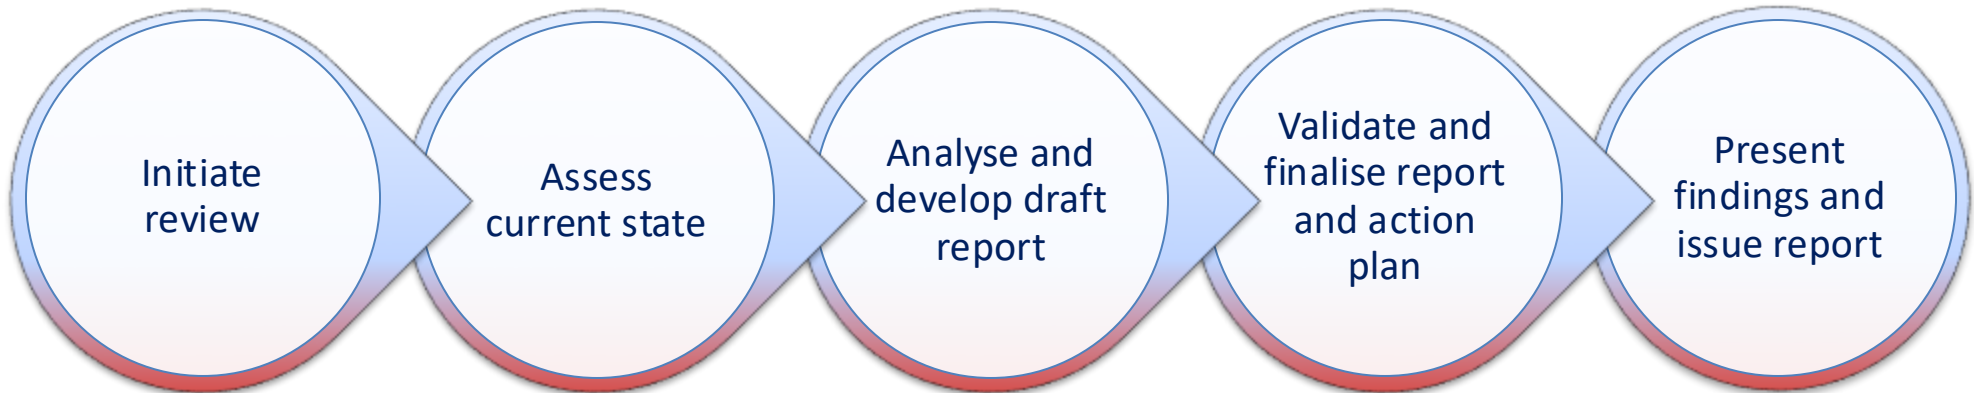 Initiate
review
Assess
current state
Analyse and
develop draft
report
Validate and
finalise report
and action
plan
Present
findings and
issue report